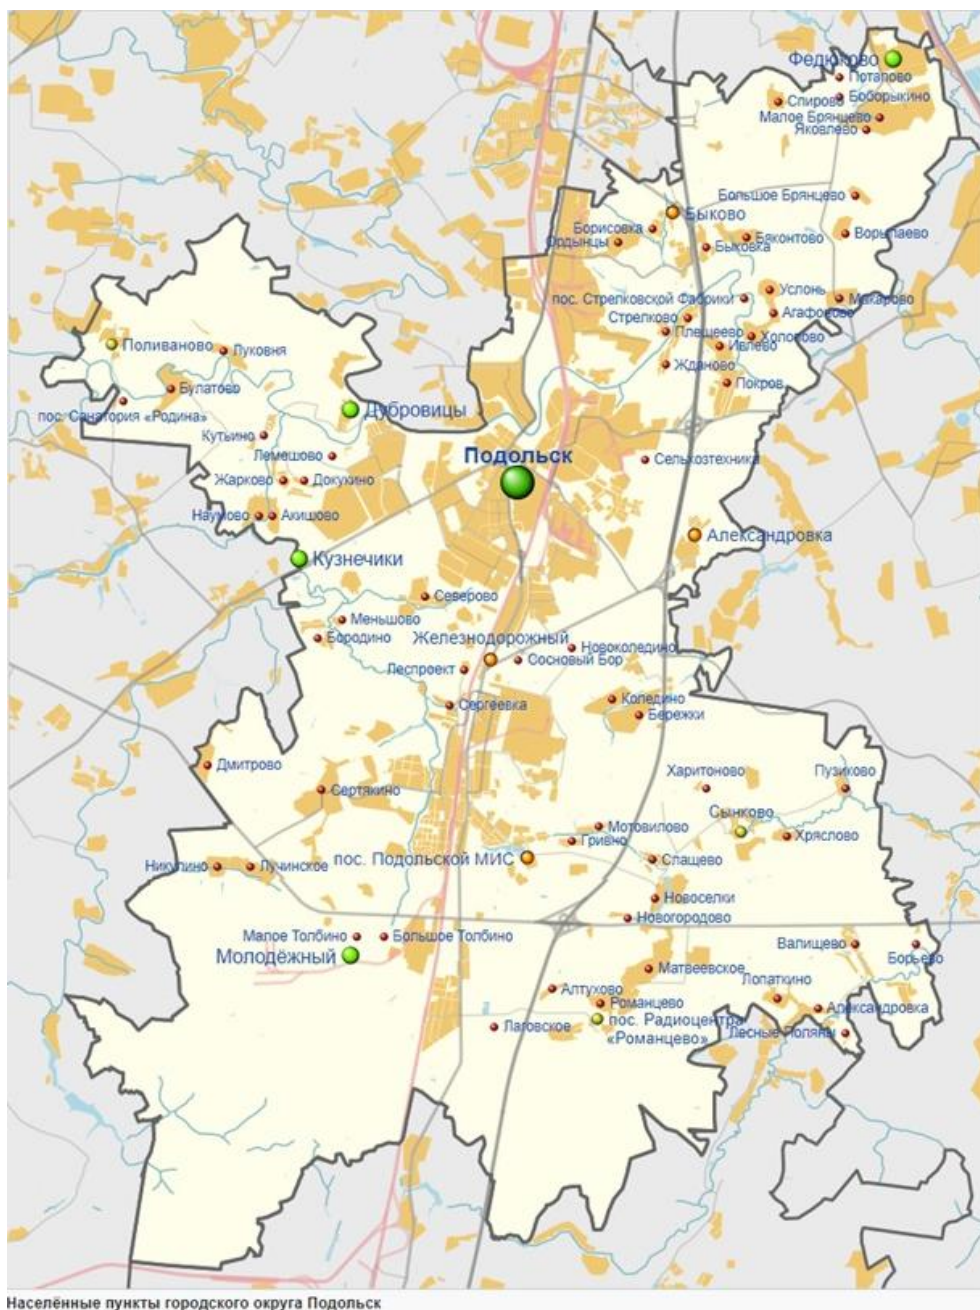 Федюково
Потапово
Спирово
Боборыкино
Малое Брянцево
Яковлево
Большое Брянцево
Быково
Борисовка
Ордынцы
Бяконтово
Быковка
Ворыпаево
Услонь
пос. Стрелковской Фабрики
Макарово
Агафоново
Стрелково
Плещеево
Холопово
Ивлево
Поливаново
Луковня
Жданово
Покров
Булатово
пос. Санатория «Родина»
Дубровицы
Кутьино
Лемешово
Подольск
Сельхозтехника
Жарково
Докукино
Наумово
Акишово
Александровка
Кузнечики
Северово
Меньшово
Бородино
Железнодорожный
Новоколедино
Сосновый Бор
Леспроект
Сергеевка
Коледино
Бережки
Дмитрово
Харитоново
Пузиково
Сертякино
Сынково
Мотовилово
Гривно
Хряслово
пос. Подольской МИС
Слащево
Никулино
Лучинское
Новоселки
Новогородово
Малое Толбино
Большое Толбино
Валищево
Борьево
Молодёжный
Матвеевское
Лопаткино
Алтухово
Романцево
Александровка
пос. Радиоцентра
«Романцево»
Лаговское
Лесные Поляны
Населённые пункты городского округа Подольск